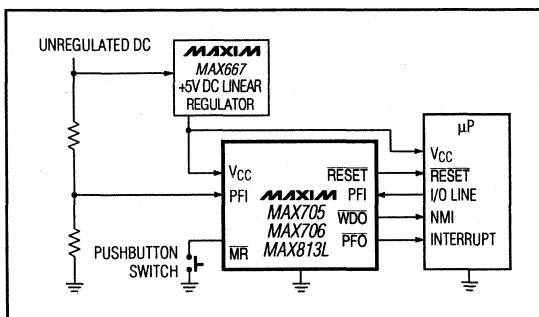 UNREGULATED DC
MAXIM
MAX667
+5V DC LINEAR
REGULATOR
µP
VCC
RESET
PFI
MAXIM
MAX705
MAX706
MAX813L
VCC
RESET
PFI
WDO
PFO
I/O LINE
NMI
INTERRUPT
MR
PUSHBUTTON
SWITCH